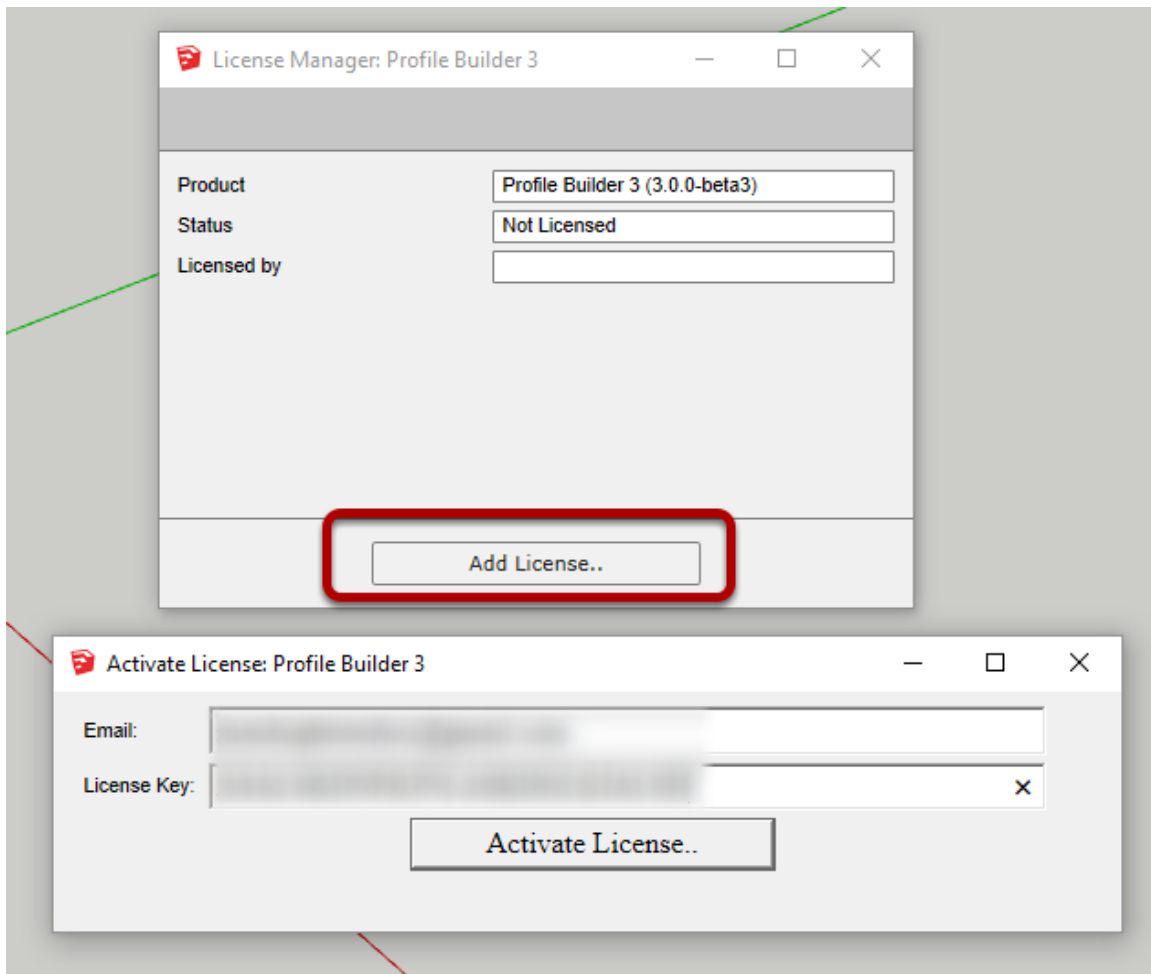 License Manager: Profile Builder 3
Product Profile Builder 3 (3.0.0-beta3)
Status Not Licensed
Licensed by
Add License..
Activate License: Profile Builder 3
Email:
License Key:
Activate License..